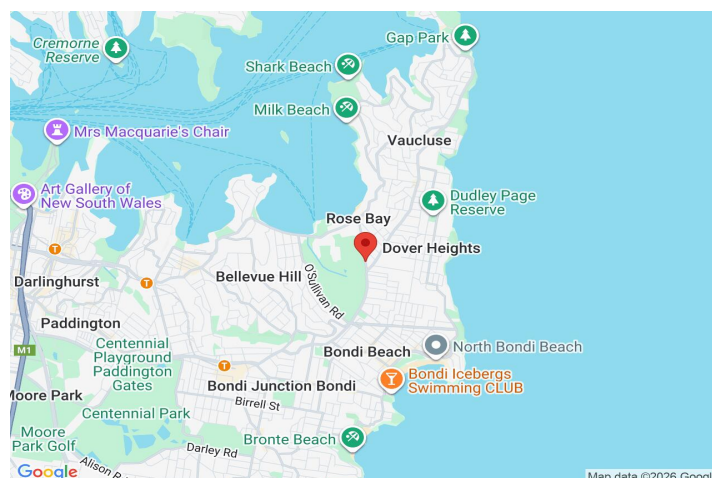 Gap Park
Cremorne
Reserve
Shark Beach
Milk Beach
Mrs Macquarie's Chair
Vaucluse
Art Gallery of
New South Wales
Dudley Page
Reserve
Rose Bay
T
Dover Heights
Darlinghurst
T
Bellevue Hill
O'Sullivan Rd
Paddington
M1
Centennial
Playground
Paddington
Gates
Bondi Beach
North Bondi Beach
T
Bondi Icebergs
Swimming CLUB
Bondi Junction
Bondi
Moore Park
Birrell St
Centennial Park
Moore
Park Golf
Bronte Beach
Darley Rd
Alison
Google
Map data ©2026 Google